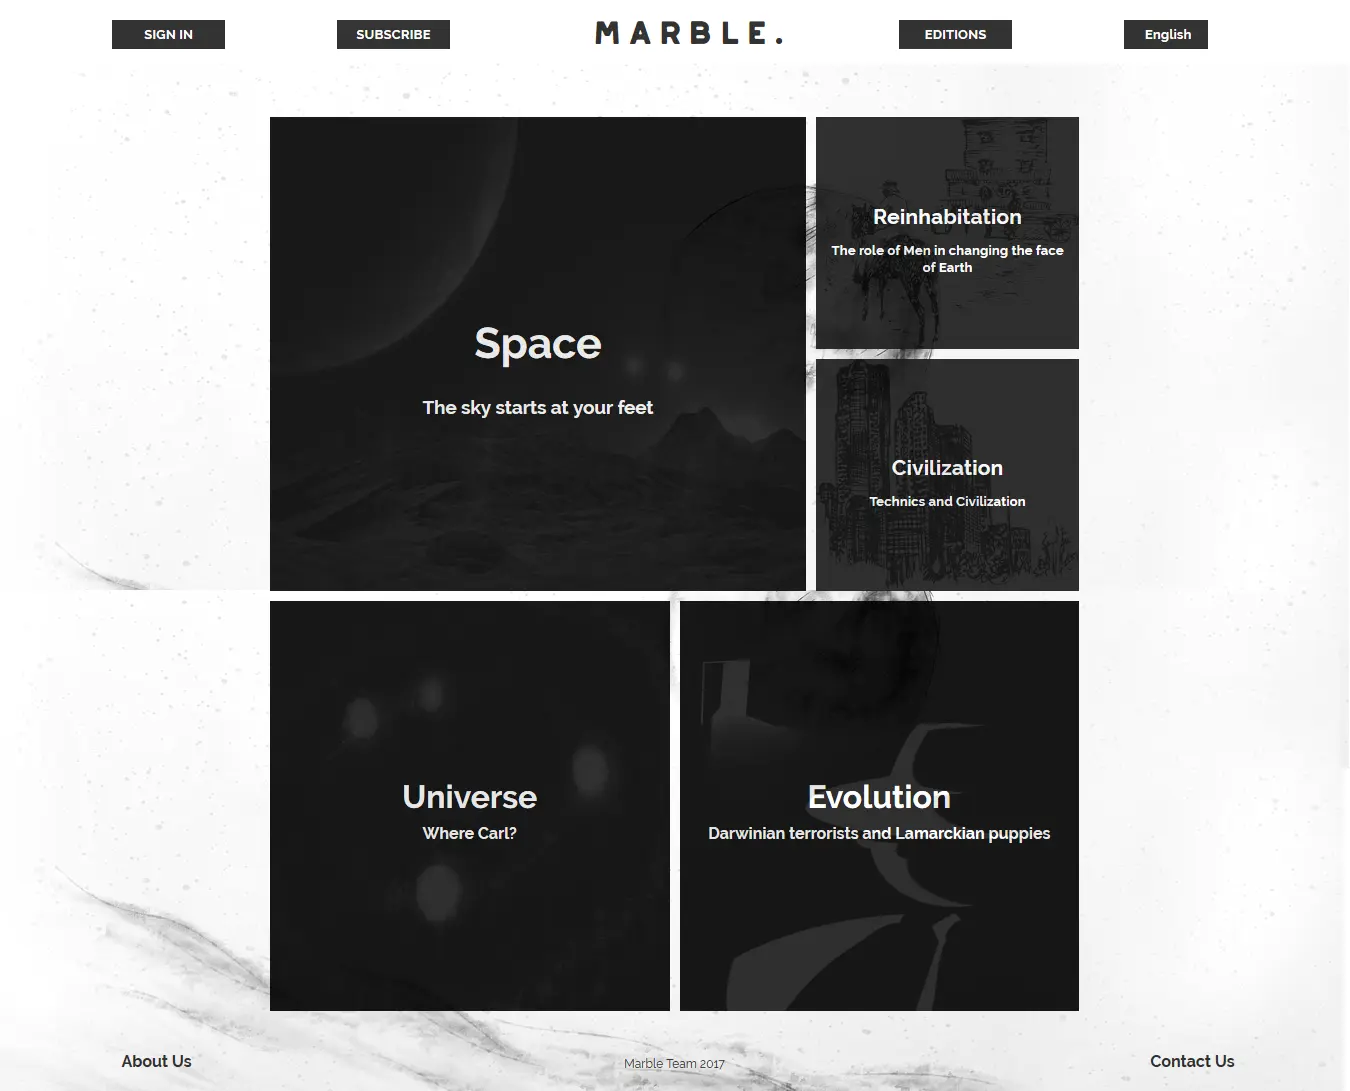 SIGN IN
SUBSCRIBE
MARBLE.
EDITIONS
English
Space
The sky starts at your feet
Reinhabitation
The role of Men in changing the face
of Earth
Civilization
Technics and Civilization
Universe
Where Carl?
Evolution
Darwinian terrorists and Lamarckian puppies
About Us
Marble Team 2017
Contact Us